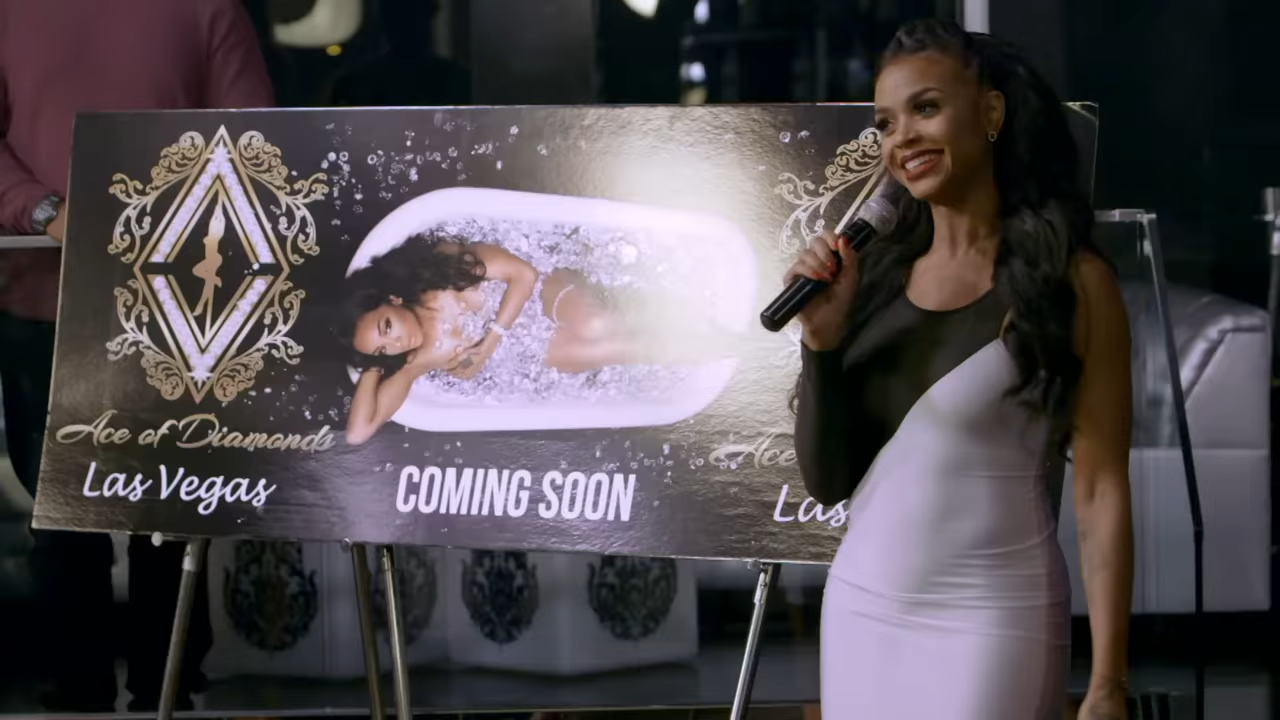 Ace of Diamonds
Las Vegas
COMING SOON
Ace
Las